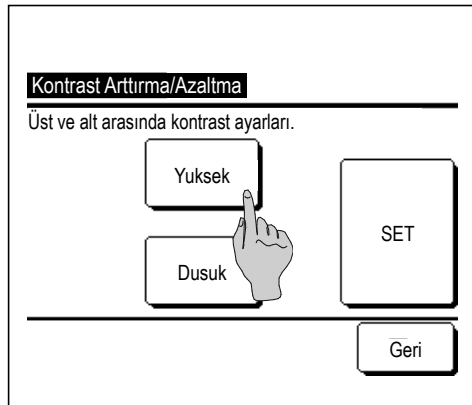 Kontrast Arttırma/Azaltma
Üst ve alt arasında kontrast ayarları.
Yuksek
SET
Dusuk
Geri